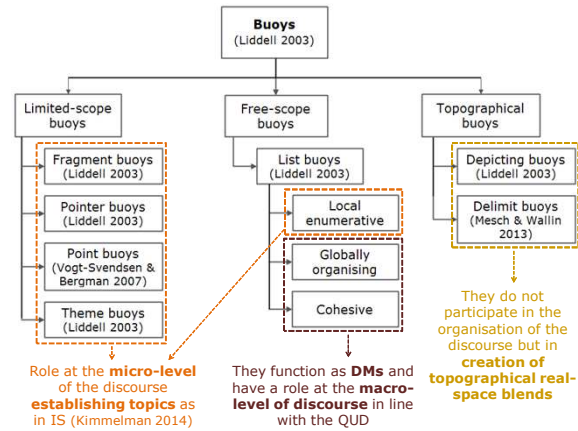 Buoys
(Liddell 2003)
Limited-scope
buoys
Free-scope
buoys
Topographical
buoys
Fragment buoys
(Liddell 2003)
Pointer buoys
(Liddell 2003)
Point buoys
(Vogt-Svendsen &
Bergman 2007)
Theme buoys
(Liddell 2003)
List buoys
(Liddell 2003)
Local
enumerative
Globally
organising
Cohesive
Depicting buoys
(Liddell 2003)
Delimit buoys
(Mesch & Wallin
2013)
Role at the micro-level
of the discourse
establishing topics as
in IS (Kimmelman 2014)
They function as DMs and
have a role at the macro-
level of discourse in line
with the QUD
They do not
participate in the
organisation of the
discourse but in
creation of
topographical real-
space blends